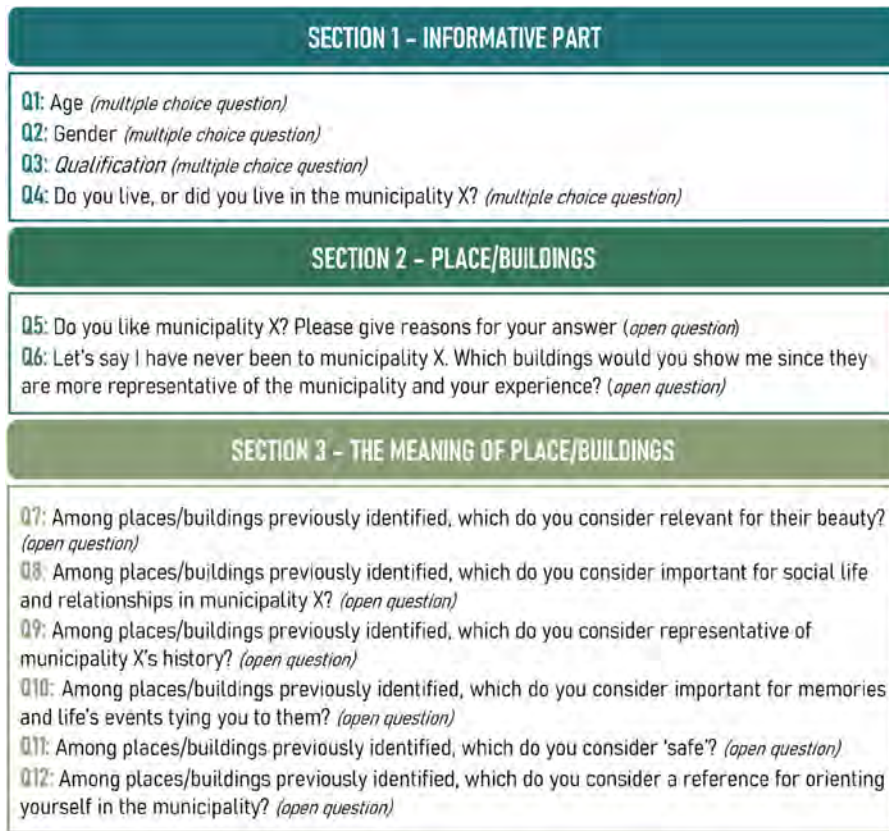 SECTION 1 – INFORMATIVE PART
Q1: Age (multiple choice question)
Q2: Gender (multiple choice question)
Q3: Qualification (multiple choice question)
Q4: Do you live, or did you live in the municipality X? (multiple choice question)
SECTION 2 – PLACE/BUILDINGS
Q5: Do you like municipality X? Please give reasons for your answer (open question)
Q6: Let's say I have never been to municipality X. Which buildings would you show me since they
are more representative of the municipality and your experience? (open question)
SECTION 3 – THE MEANING OF PLACE/BUILDINGS
Q7: Among places/buildings previously identified, which do you consider relevant for their beauty?
(open question)
Q8: Among places/buildings previously identified, which do you consider important for social life
and relationships in municipality X? (open question)
Q9: Among places/buildings previously identified, which do you consider representative of
municipality X's history? (open question)
Q10: Among places/buildings previously identified, which do you consider important for memories
and life's events tying you to them? (open question)
Q11: Among places/buildings previously identified, which do you consider 'safe'? (open question)
Q12: Among places/buildings previously identified, which do you consider a reference for orienting
yourself in the municipality? (open question)